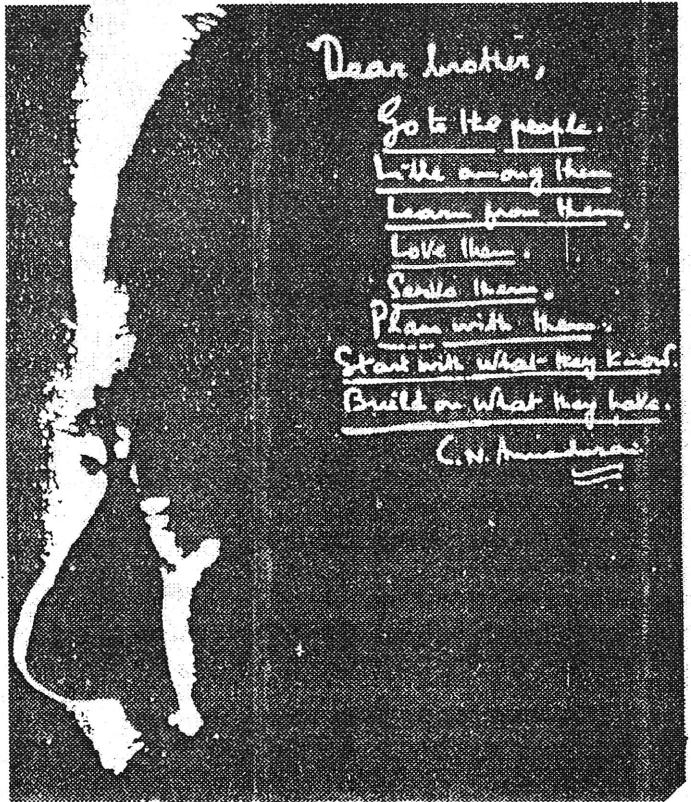 Dear brother,
Go to the people.
Live among them
Learn from them.
Love them.
Serve them.
Plan with them.
Start with what they know.
Build on what they have.
C.N. Annadurai